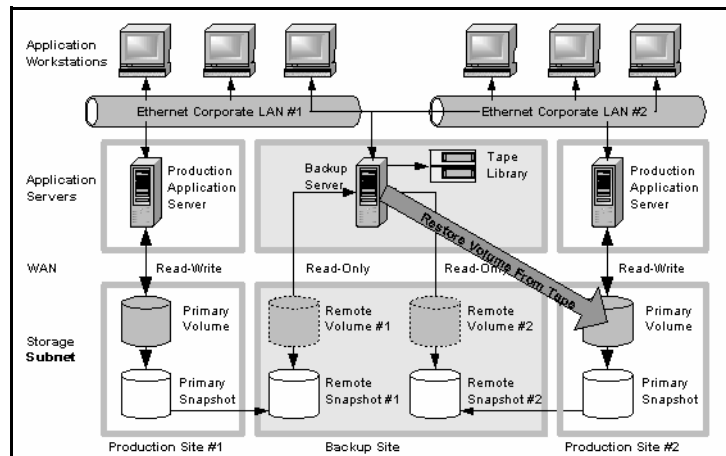 Application
Workstations
Ethernet Corporate LAN #1
Ethernet Corporate LAN #2
Application
Servers
Production
Application
Server
Backup
Server
Tape
Library
Production
Application
Server
Restore Volume From Tape
WAN
Read-Write
Read-Only
Read-Only
Read-Write
Storage
Subnet
Primary
Volume
Remote
Volume #1
Remote
Volume #2
Primary
Volume
Primary
Snapshot
Remote
Snapshot #1
Remote
Snapshot #2
Primary
Snapshot
Production Site #1
Backup Site
Production Site #2